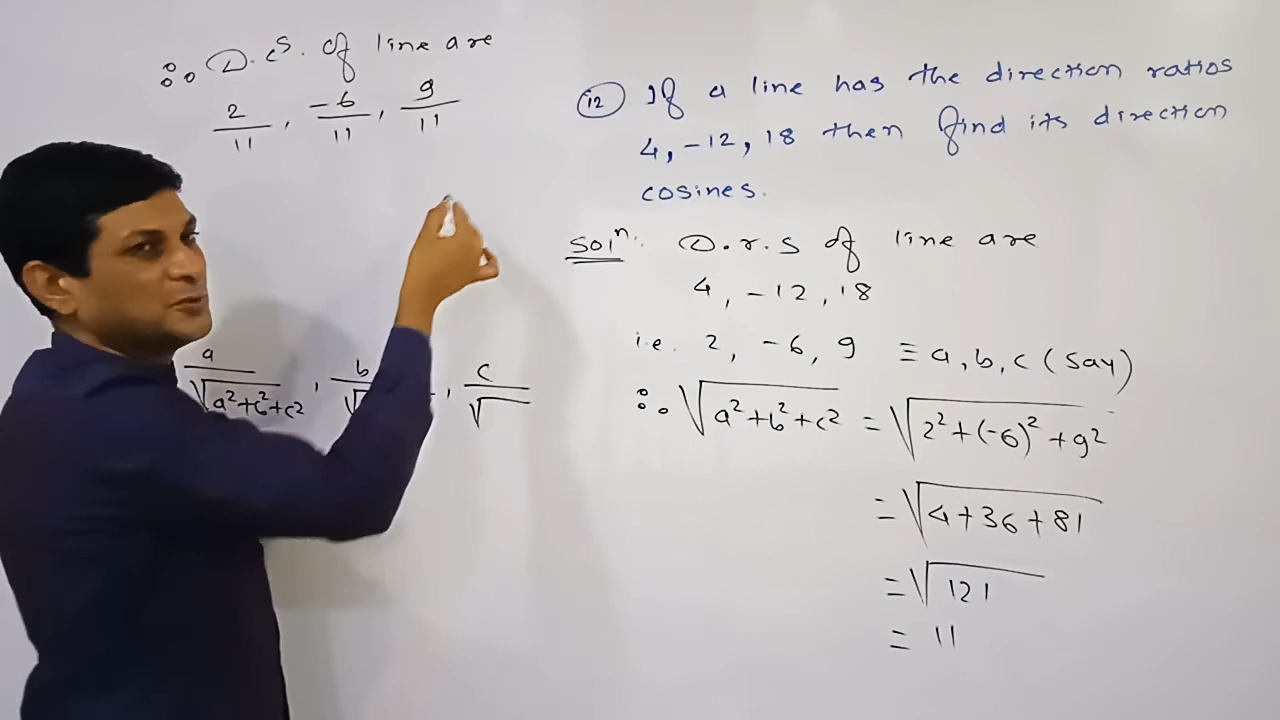 ∴ D.cs. of line are
2/11, -6/11, 9/11
a/√(a²+b²+c²), b/√, c/√
(12) If a line has the direction ratios
4, -12, 18 then find its direction
cosines.
Solⁿ: D.r.s of line are
4, -12, 18
i.e. 2, -6, 9 ≡ a, b, c (say)
∴ √(a²+b²+c²) = √(2²+(-6)²+9²)
= √(4+36+81)
= √121
= 11